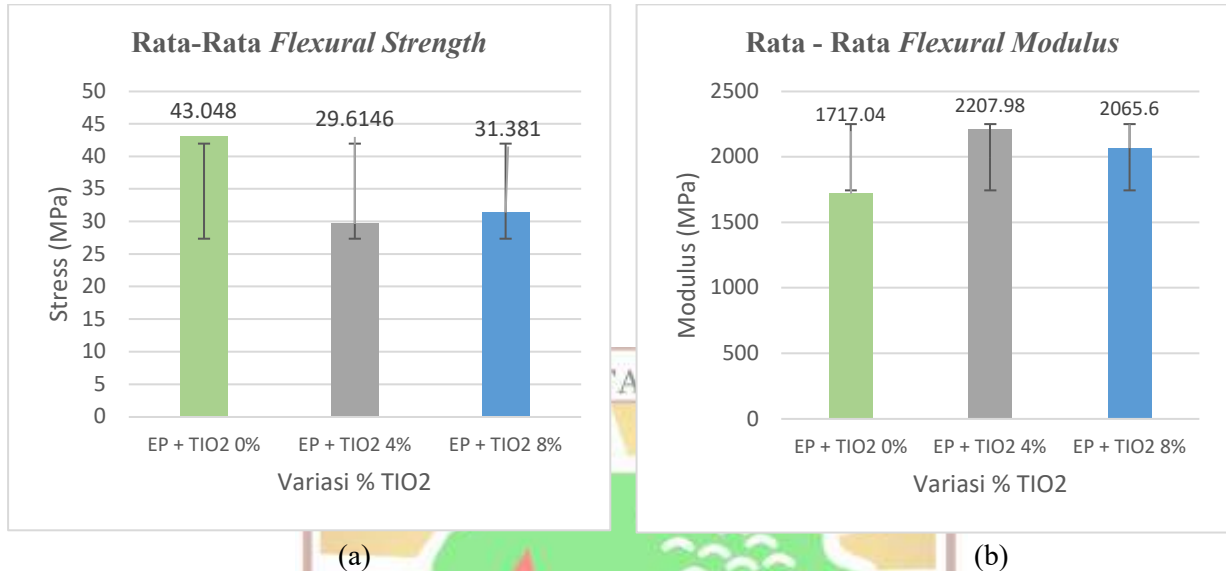 Rata-Rata Flexural Strength
50
45
40
35
30
25
20
15
10
5
0
43.048
29.6146
31.381
Stress (MPa)
EP + TIO2 0%
EP + TIO2 4%
EP + TIO2 8%
Variasi % TIO2
(a)
Rata - Rata Flexural Modulus
2500
2000
1500
1000
500
0
1717.04
2207.98
2065.6
Modulus (MPa)
EP + TIO2 0%
EP + TIO2 4%
EP + TIO2 8%
Variasi % TIO2
(b)